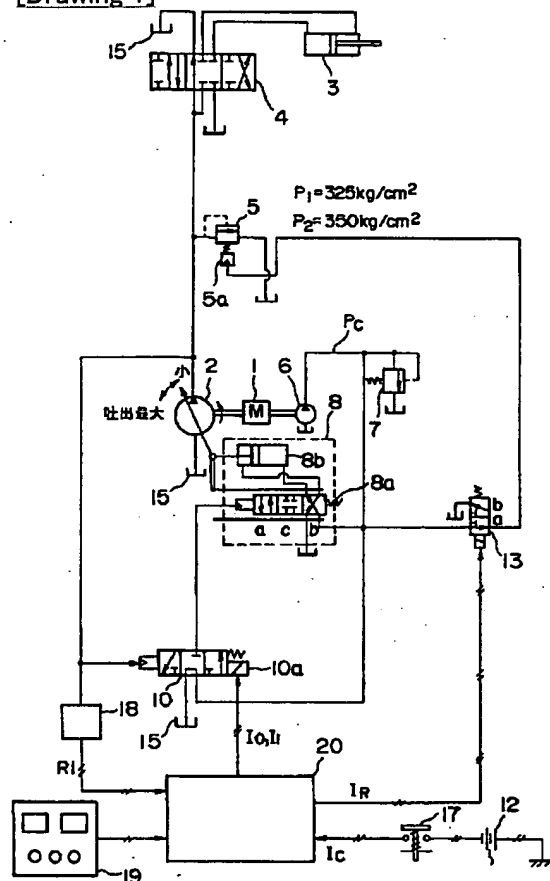 [Drawing 1]
15
3
4
P₁=325kg/cm²
P₂=350kg/cm²
5
5a
Pc
小
2
1
6
吐出最大
M
7
8
8b
15
8a
a c b
b
a
13
10a
10
15
18
I₀,I₁
20
R1
IR
17
12
Ic
19